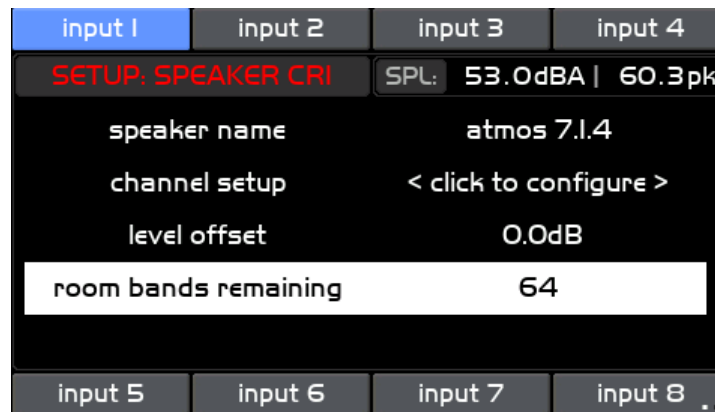 input 1 input 2 input 3 input 4
SETUP: SPEAKER CRI SPL: 53.0dBA | 60.3pk
speaker name atmos 7.1.4
channel setup < click to configure >
level offset 0.0dB
room bands remaining 64
input 5 input 6 input 7 input 8